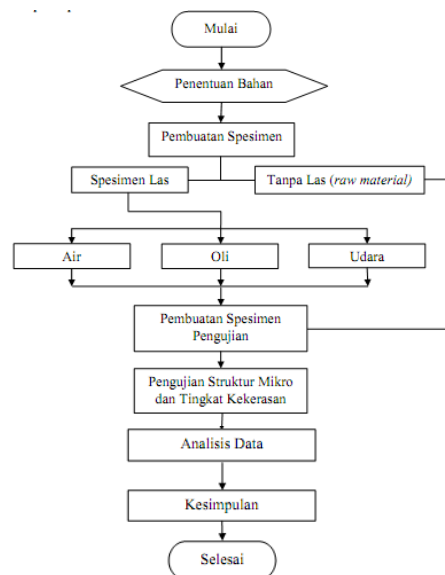 Mulai
Penentuan Bahan
Pembuatan Spesimen
Spesimen Las
Tanpa Las (raw material)
Air
Oli
Udara
Pembuatan Spesimen
Pengujian
Pengujian Struktur Mikro
dan Tingkat Kekerasan
Analisis Data
Kesimpulan
Selesai